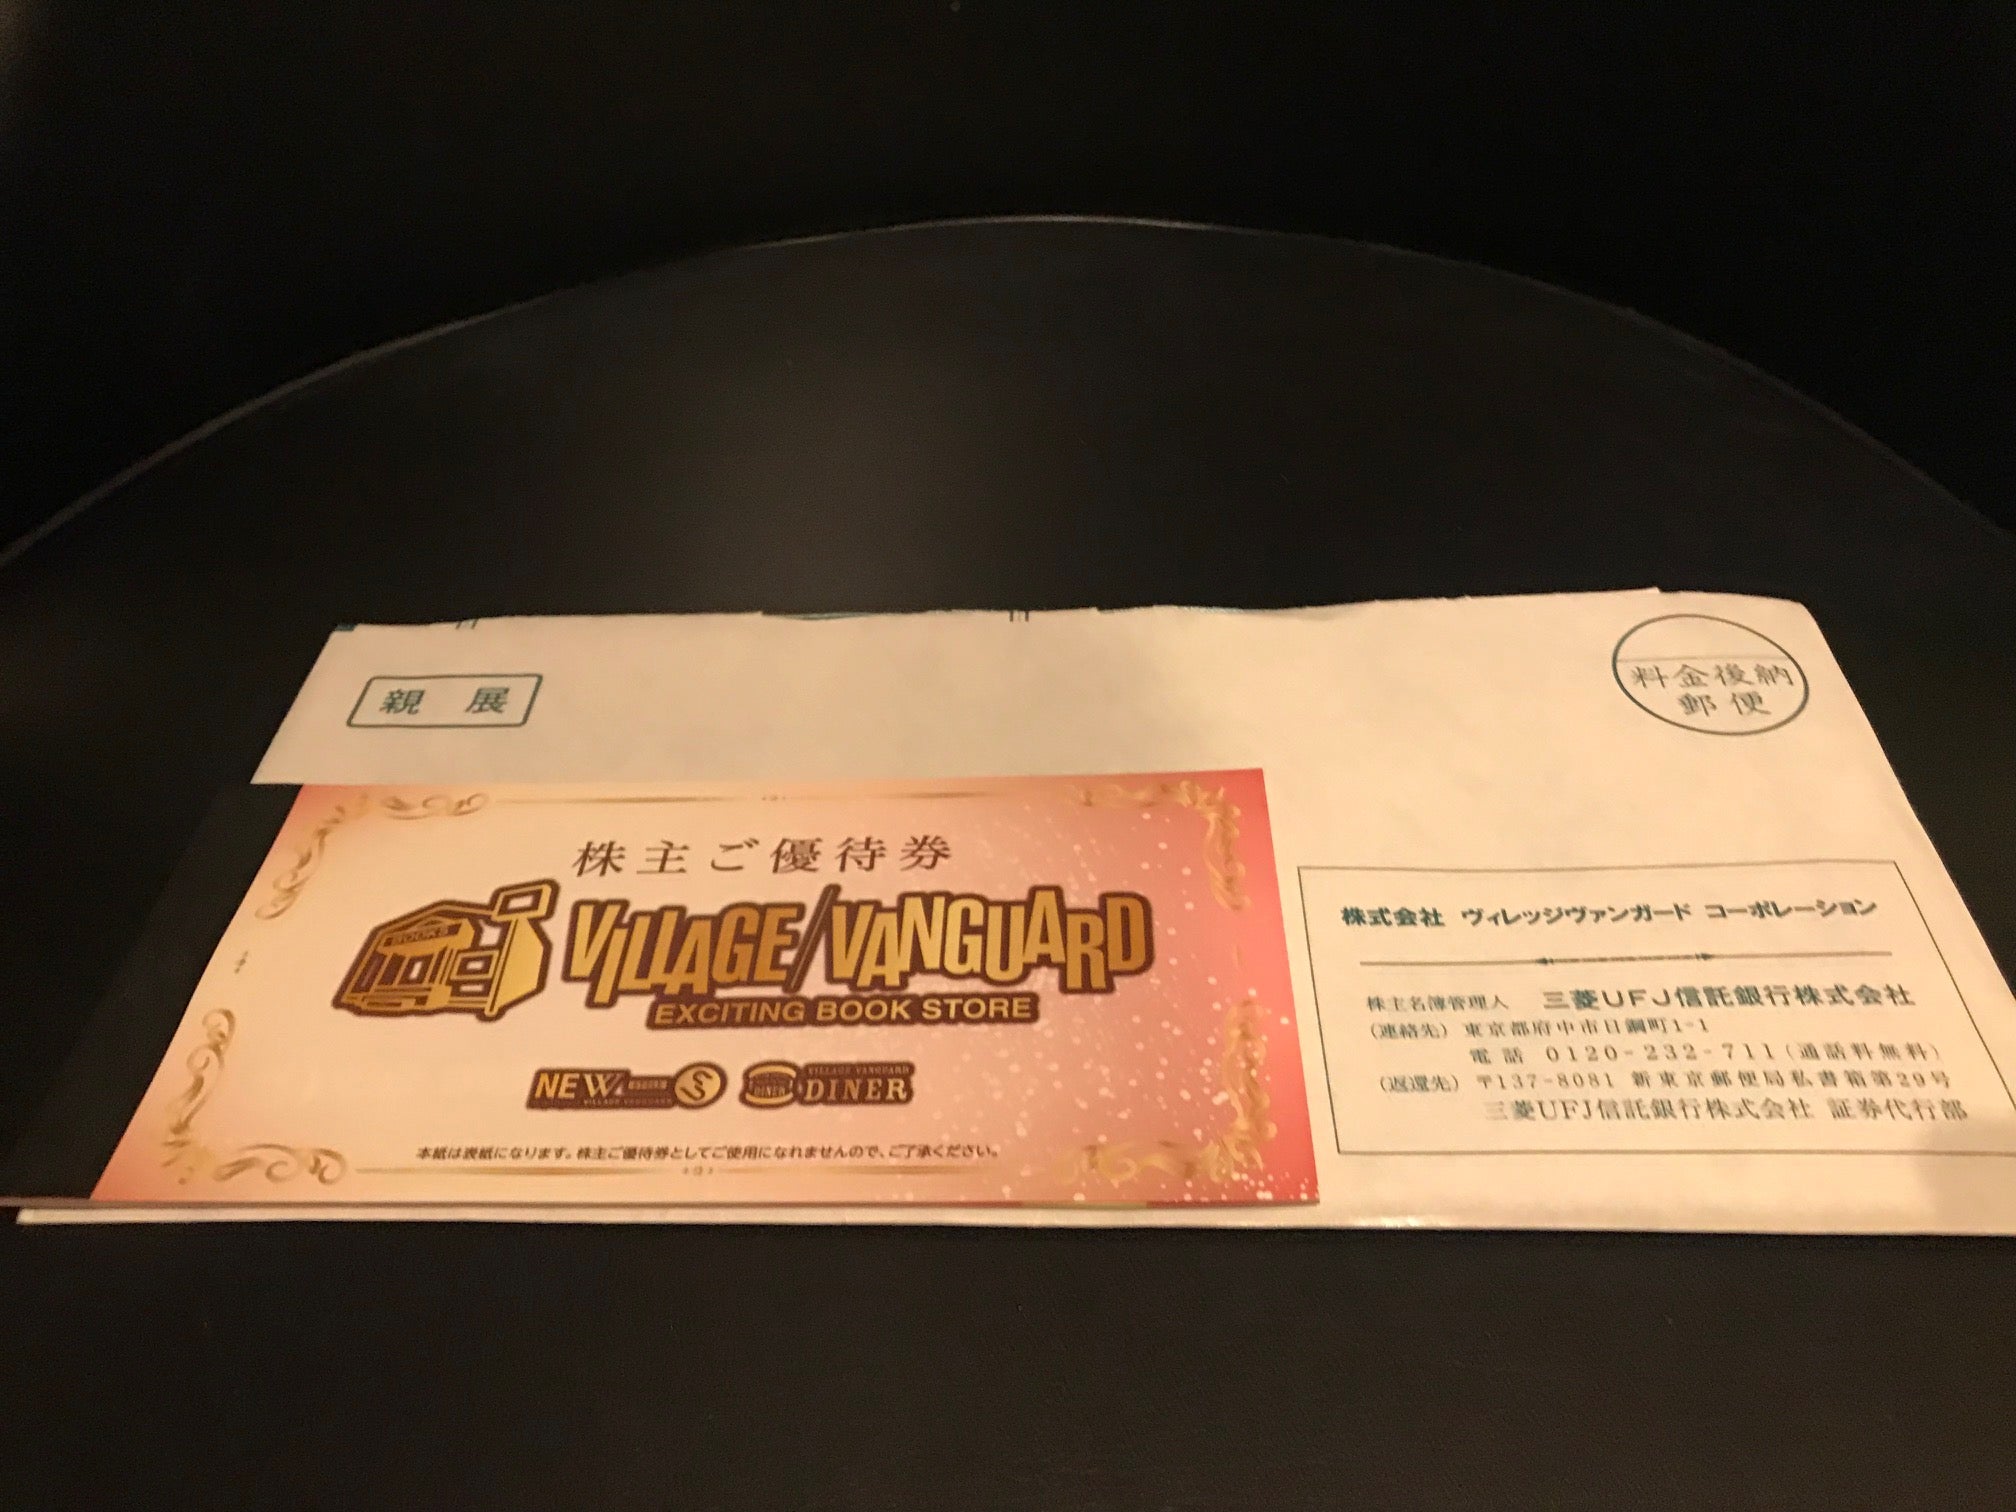 親展
料金後納
郵便
株主ご優待券
BOOKS
VILLAGE/VANGUARD
EXCITING BOOK STORE
NEW
VILLAGE VANGUARD
VILLAGE VANGUARD
DINER
DINER
本紙は表紙になります。株主ご優待券としてご使用になれませんので、ご了承ください。
株式会社 ヴィレッジヴァンガード コーポレーション
株主名簿管理人 三菱UFJ信託銀行株式会社
(連絡先) 東京都府中市日鋼町1-1
電話 0120-232-711(通話料無料)
(返還先) 〒137-8081 新東京郵便局私書箱第29号
三菱UFJ信託銀行株式会社 証券代行部